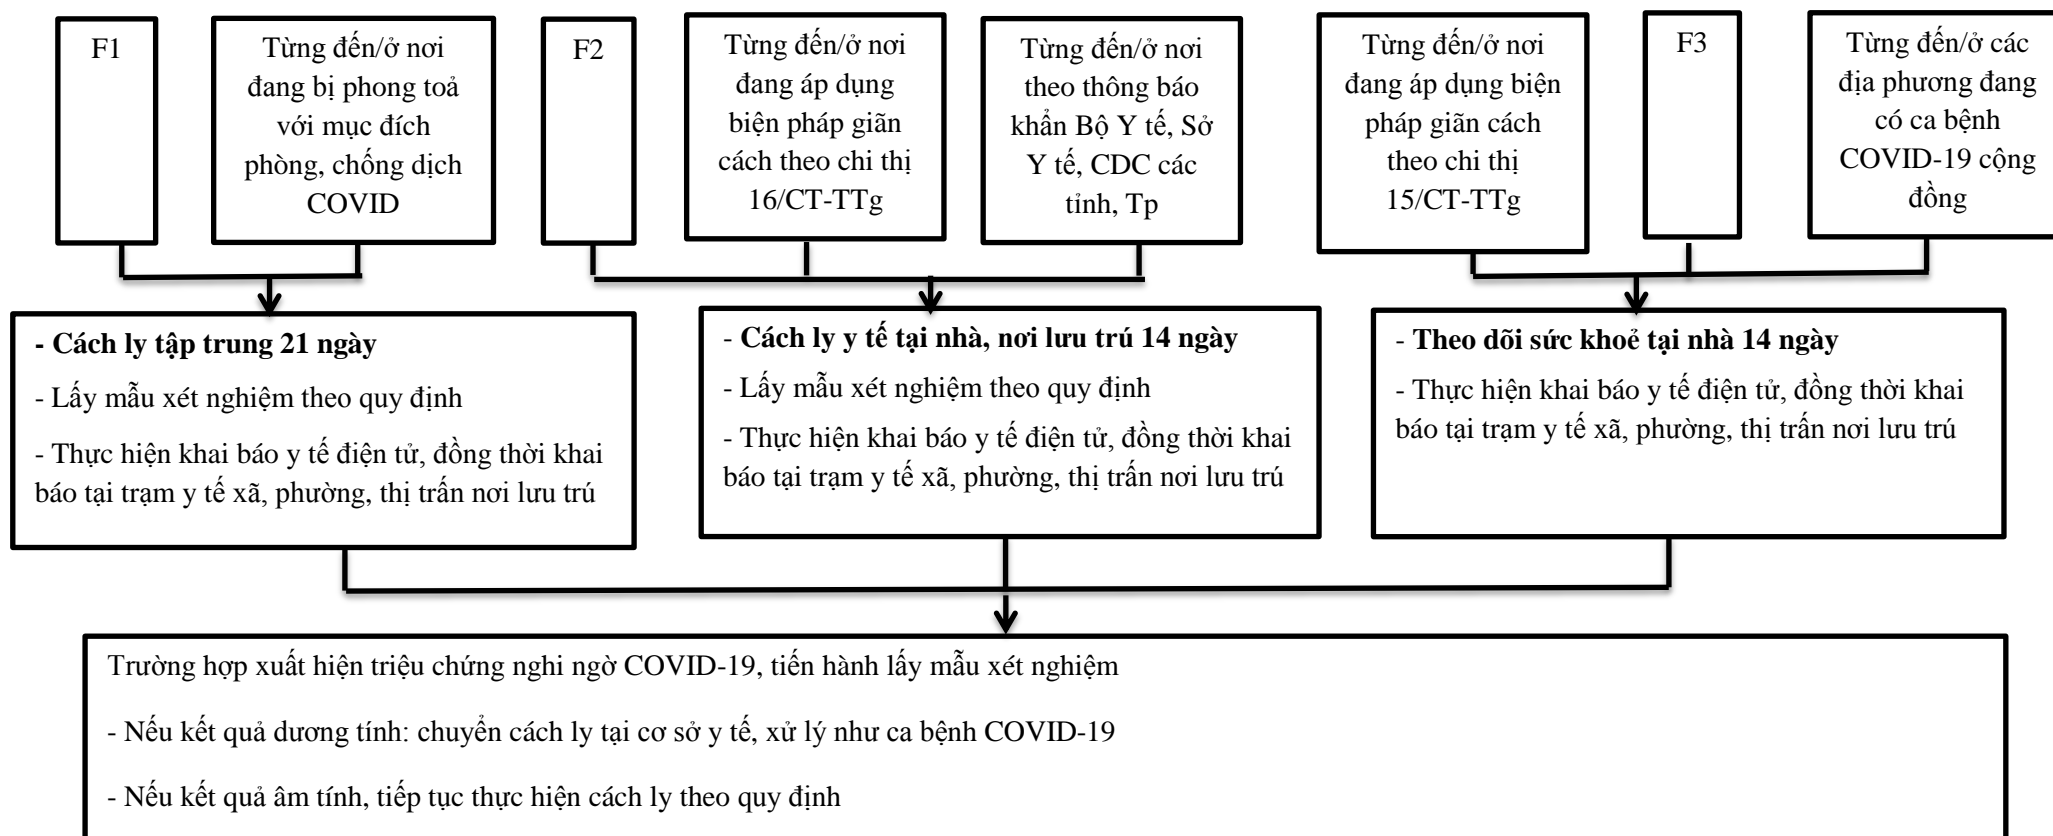 F1
Từng đến/ở nơi
đang bị phong toả
với mục đích
phòng, chống dịch
COVID
F2
Từng đến/ở nơi
đang áp dụng
biện pháp giãn
cách theo chi thị
16/CT-TTg
Từng đến/ở nơi
theo thông báo
khẩn Bộ Y tế, Sở
Y tế, CDC các
tỉnh, Tp
Từng đến/ở nơi
đang áp dụng biện
pháp giãn cách
theo chi thị
15/CT-TTg
F3
Từng đến/ở các
địa phương đang
có ca bệnh
COVID-19 cộng
đồng
- Cách ly tập trung 21 ngày
- Lấy mẫu xét nghiệm theo quy định
- Thực hiện khai báo y tế điện tử, đồng thời khai
báo tại trạm y tế xã, phường, thị trấn nơi lưu trú
- Cách ly y tế tại nhà, nơi lưu trú 14 ngày
- Lấy mẫu xét nghiệm theo quy định
- Thực hiện khai báo y tế điện tử, đồng thời khai
báo tại trạm y tế xã, phường, thị trấn nơi lưu trú
- Theo dõi sức khoẻ tại nhà 14 ngày
- Thực hiện khai báo y tế điện tử, đồng thời khai
báo tại trạm y tế xã, phường, thị trấn nơi lưu trú
Trường hợp xuất hiện triệu chứng nghi ngờ COVID-19, tiến hành lấy mẫu xét nghiệm
- Nếu kết quả dương tính: chuyển cách ly tại cơ sở y tế, xử lý như ca bệnh COVID-19
- Nếu kết quả âm tính, tiếp tục thực hiện cách ly theo quy định